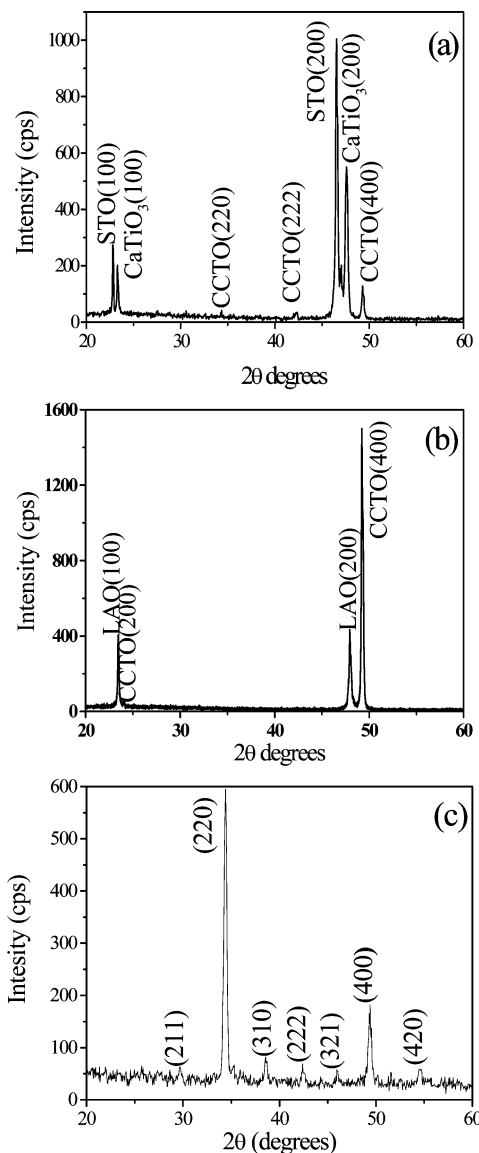 (a)
1000
800
600
400
200
0
Intensity (cps)
STO(100)
CaTiO3(100)
CCTO(220)
CCTO(222)
STO(200)
CaTiO3(200)
CCTO(400)
20 30 40 50 60
2θ degrees
(b)
1600
1200
800
400
0
Intensity (cps)
LAO(100)
CCTO(200)
LAO(200)
CCTO(400)
20 30 40 50 60
2θ degrees
(c)
600
500
400
300
200
100
50
0
Intesity (cps)
(211)
(220)
(310)
(222)
(321)
(400)
(420)
20 30 40 50 60
2θ (degrees)